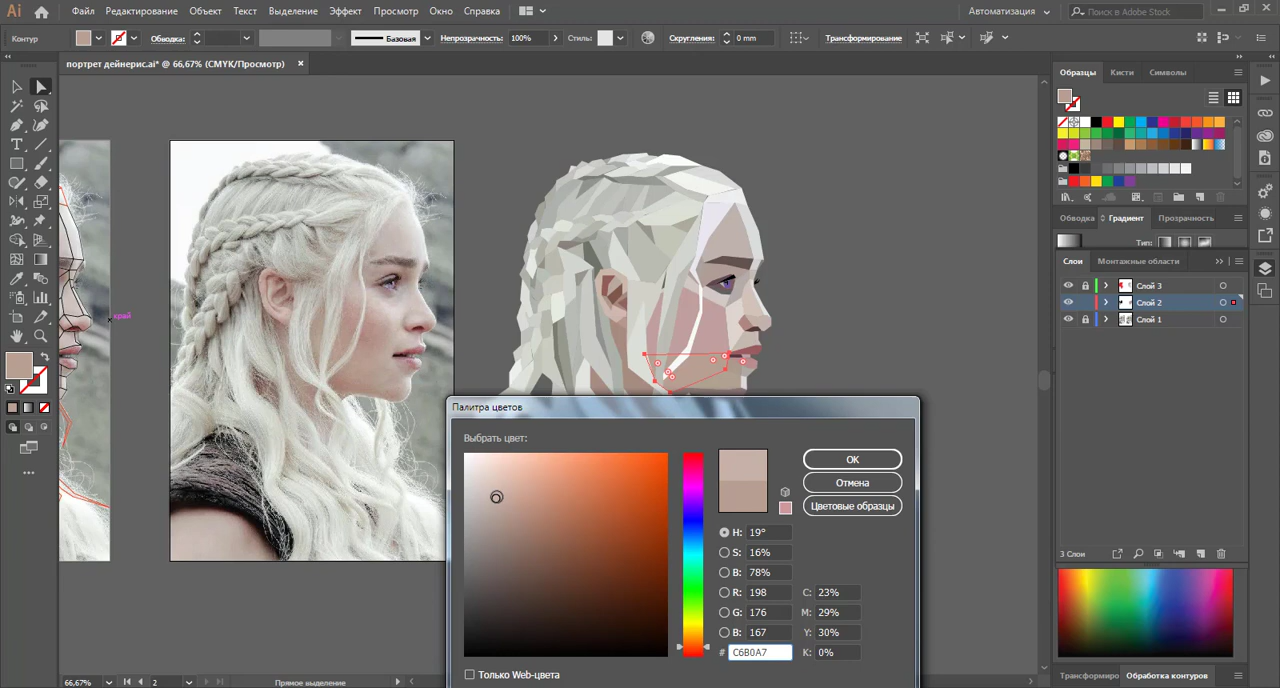 Ai Файл Редактирование Объект Текст Выделение Эффект Просмотр Окно Справка Автоматизация Поиск в Adobe Stock
Контур Обводка: Базовая Непрозрачность: 100% Стиль: Скругления: 0 mm Трансформирование
портрет дейнерис.ai* @ 66,67% (CMYK/Просмотр) ×
Образцы Кисти Символы
Обводка Градиент Прозрачность
Тип:
Слои Монтажные области
Слой 3
Слой 2
Слой 1
край
Палитра цветов
Выбрать цвет:
OK
Отмена
Цветовые образцы
H: 19°
S: 16%
B: 78%
R: 198 C: 23%
G: 176 M: 29%
B: 167 Y: 30%
# C6B0A7 K: 0%
Только Web-цвета
3 Слои
66,67% 2 Прямое выделение
Трансформиро Обработка контуров